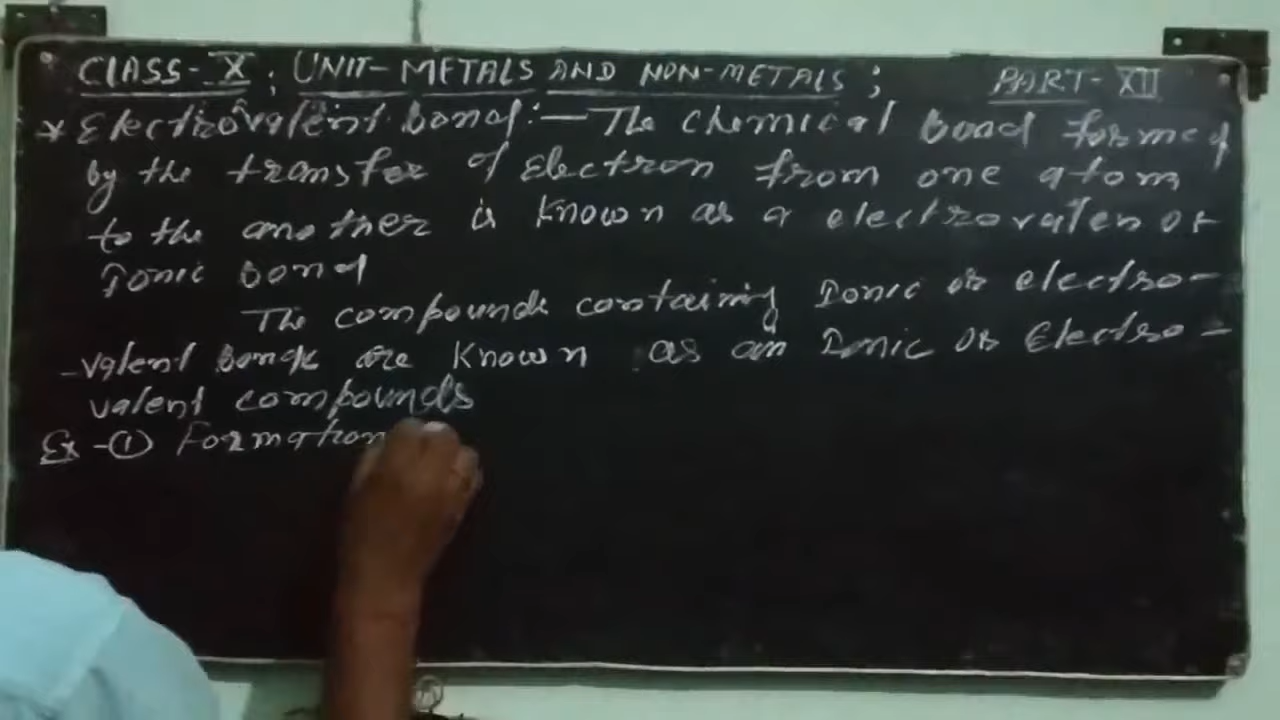 CLASS-X; UNIT-METALS AND NON-METALS; PART-XII
* Electrovalent bond:- The chemical bond formed
by the transfer of Electron from one atom
to the another is known as a electrovalen or
Ionic bond
The compounds containing Ionic or electro-
-valent bonds are known as an Ionic or Electro-
valent compounds
Ex-① Formation